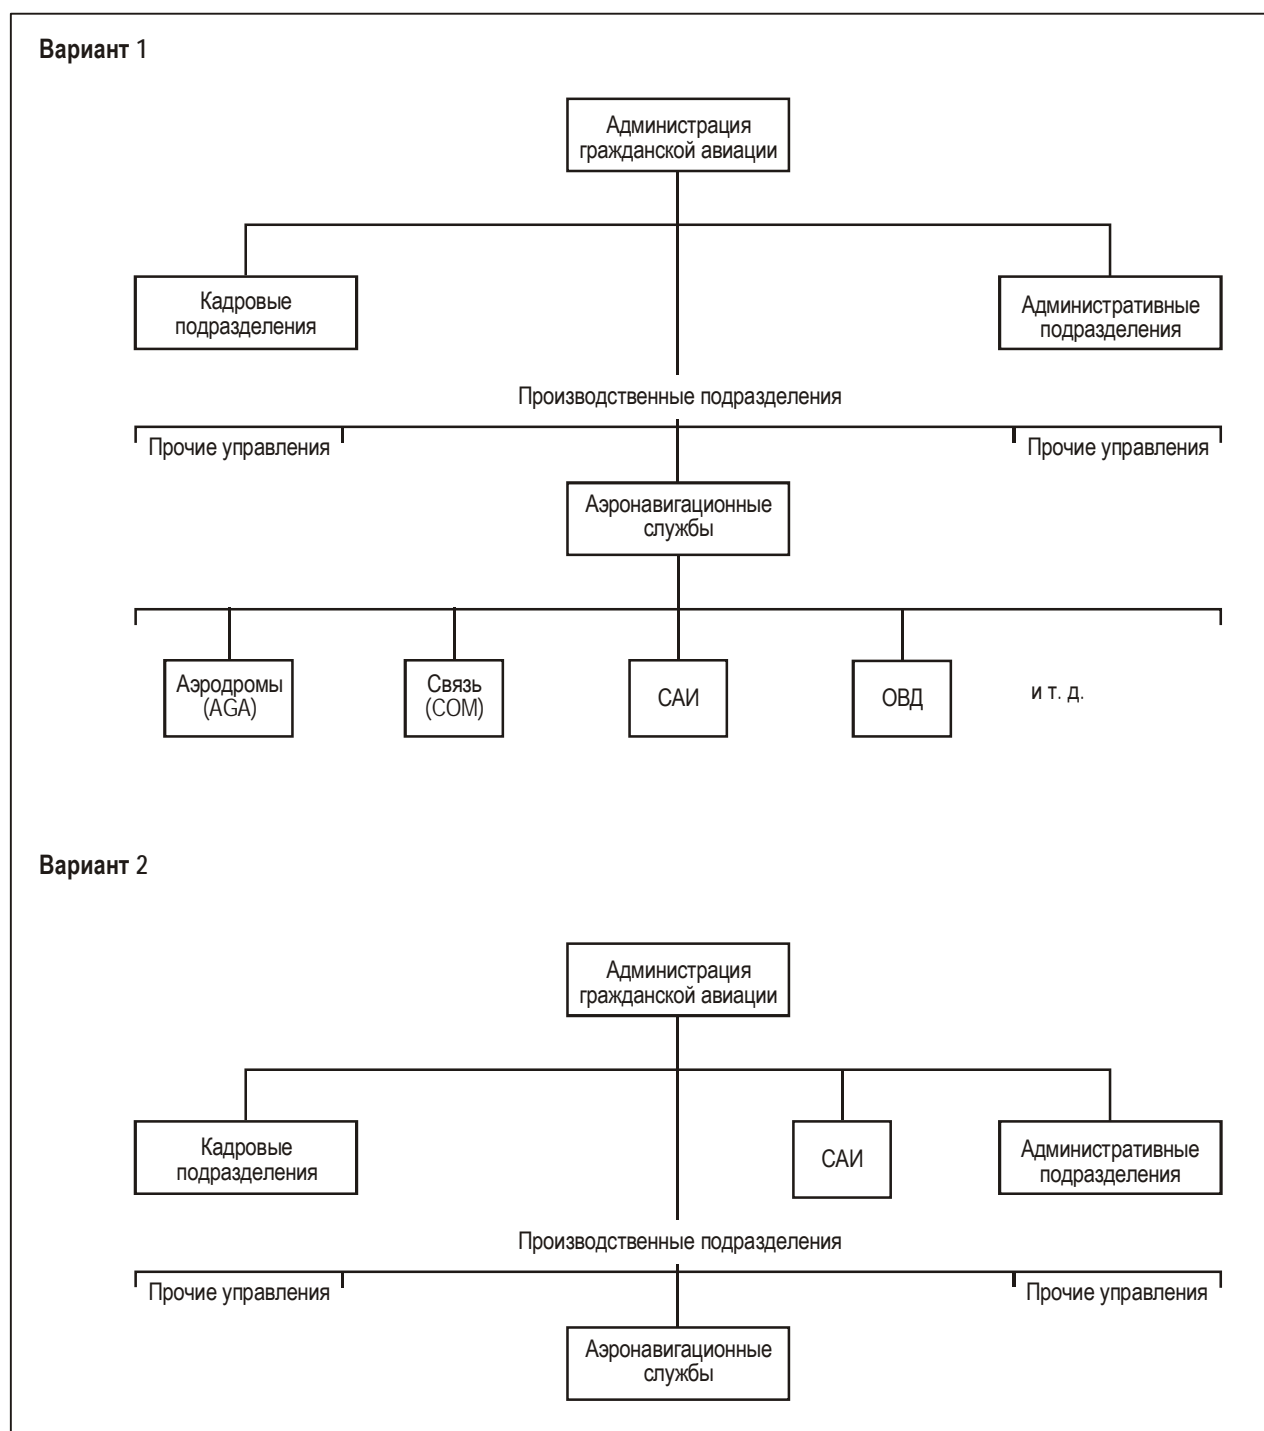 Вариант 1
Администрация
гражданской авиации
Кадровые
подразделения
Административные
подразделения
Производственные подразделения
Прочие управления
Прочие управления
Аэронавигационные
службы
Аэродромы
(AGA)
Связь
(COM)
САИ
ОВД
и т. д.
Вариант 2
Администрация
гражданской авиации
Кадровые
подразделения
САИ
Административные
подразделения
Производственные подразделения
Прочие управления
Прочие управления
Аэронавигационные
службы